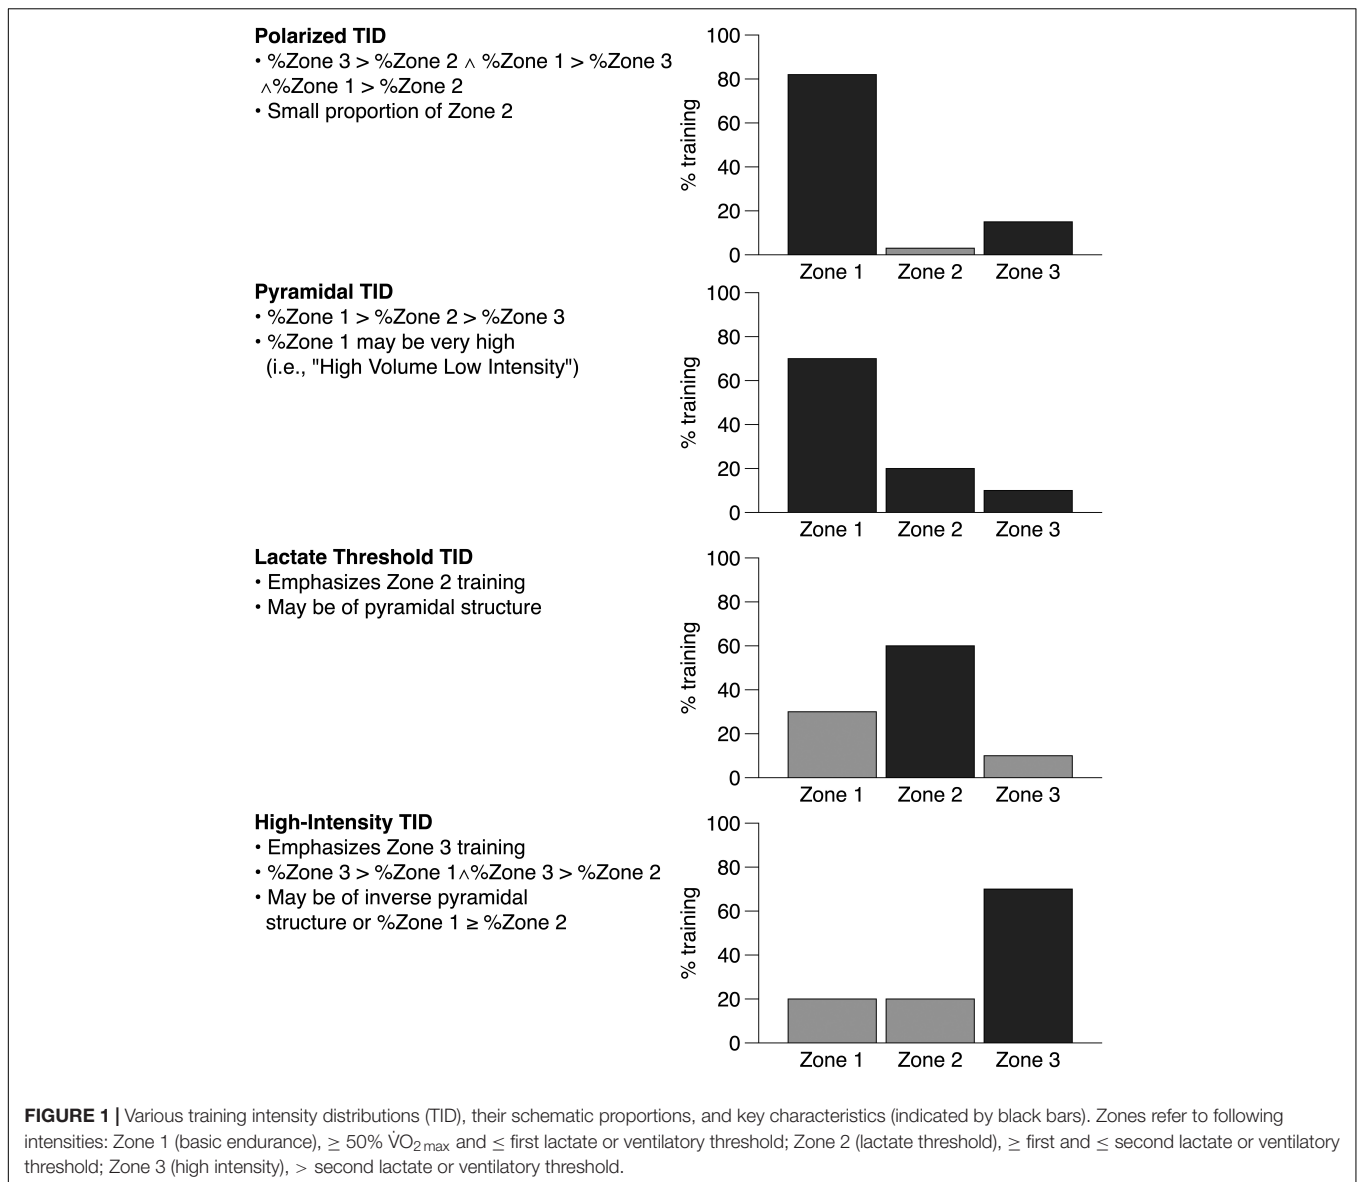 Polarized TID
• %Zone 3 > %Zone 2 ∧ %Zone 1 > %Zone 3
∧%Zone 1 > %Zone 2
• Small proportion of Zone 2
100
80
60
40
20
0
% training
Zone 1 Zone 2 Zone 3
Pyramidal TID
• %Zone 1 > %Zone 2 > %Zone 3
• %Zone 1 may be very high
(i.e., "High Volume Low Intensity")
100
80
60
40
20
0
% training
Zone 1 Zone 2 Zone 3
Lactate Threshold TID
• Emphasizes Zone 2 training
• May be of pyramidal structure
100
80
60
40
20
0
% training
Zone 1 Zone 2 Zone 3
High-Intensity TID
• Emphasizes Zone 3 training
• %Zone 3 > %Zone 1∧%Zone 3 > %Zone 2
• May be of inverse pyramidal
structure or %Zone 1 ≥ %Zone 2
100
80
60
40
20
0
% training
Zone 1 Zone 2 Zone 3
FIGURE 1 | Various training intensity distributions (TID), their schematic proportions, and key characteristics (indicated by black bars). Zones refer to following
intensities: Zone 1 (basic endurance), ≥ 50% V̇O2 max and ≤ first lactate or ventilatory threshold; Zone 2 (lactate threshold), ≥ first and ≤ second lactate or ventilatory
threshold; Zone 3 (high intensity), > second lactate or ventilatory threshold.